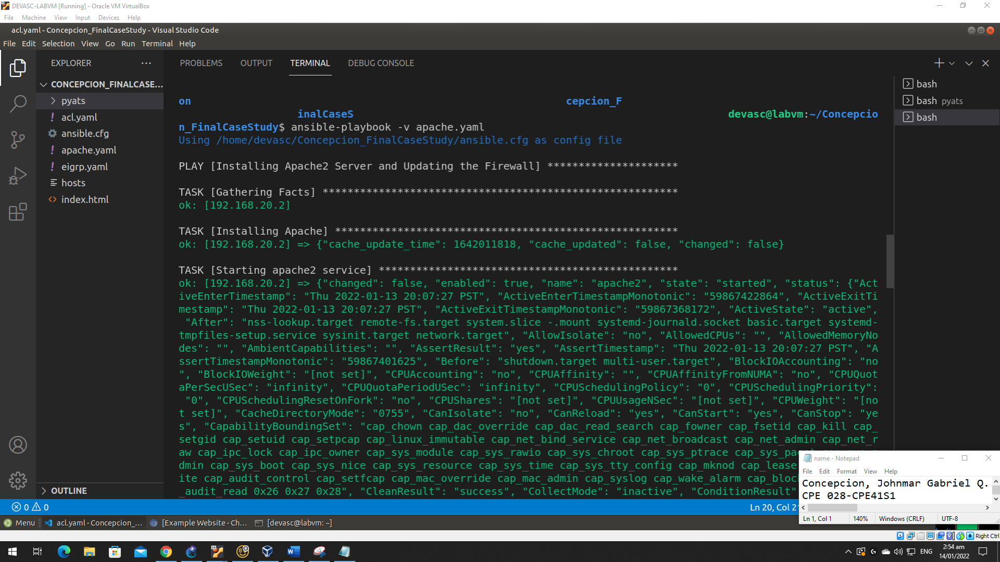 DEVASC-LABVM [Running] - Oracle VM VirtualBox
File Machine View Input Devices Help
acl.yaml - Concepcion_FinalCaseStudy - Visual Studio Code
File Edit Selection View Go Run Terminal Help
EXPLORER ···
CONCEPCION_FINALCASE...
pyats
! acl.yaml
ansible.cfg
! apache.yaml
! eigrp.yaml
hosts
index.html
OUTLINE
PROBLEMS OUTPUT TERMINAL DEBUG CONSOLE
on cepcion_F
inalCaseS devasc@labvm:~/Concepcio
n_FinalCaseStudy$ ansible-playbook -v apache.yaml
Using /home/devasc/Concepcion_FinalCaseStudy/ansible.cfg as config file
PLAY [Installing Apache2 Server and Updating the Firewall] *********************
TASK [Gathering Facts] *********************************************************
ok: [192.168.20.2]
TASK [Installing Apache] *******************************************************
ok: [192.168.20.2] => {"cache_update_time": 1642011818, "cache_updated": false, "changed": false}
TASK [Starting apache2 service] ************************************************
ok: [192.168.20.2] => {"changed": false, "enabled": true, "name": "apache2", "state": "started", "status": {"Act
iveEnterTimestamp": "Thu 2022-01-13 20:07:27 PST", "ActiveEnterTimestampMonotonic": "59867422864", "ActiveExitTi
mestamp": "Thu 2022-01-13 20:07:27 PST", "ActiveExitTimestampMonotonic": "59867368172", "ActiveState": "active",
"After": "nss-lookup.target remote-fs.target system.slice -.mount systemd-journald.socket basic.target systemd-
tmpfiles-setup.service sysinit.target network.target", "AllowIsolate": "no", "AllowedCPUs": "", "AllowedMemoryNo
des": "", "AmbientCapabilities": "", "AssertResult": "yes", "AssertTimestamp": "Thu 2022-01-13 20:07:27 PST", "A
ssertTimestampMonotonic": "59867401625", "Before": "shutdown.target multi-user.target", "BlockIOAccounting": "no
", "BlockIOWeight": "[not set]", "CPUAccounting": "no", "CPUAffinity": "", "CPUAffinityFromNUMA": "no", "CPUQuot
aPerSecUSec": "infinity", "CPUQuotaPeriodUSec": "infinity", "CPUSchedulingPolicy": "0", "CPUSchedulingPriority":
"0", "CPUSchedulingResetOnFork": "no", "CPUShares": "[not set]", "CPUUsageNSec": "[not set]", "CPUWeight": "[no
t set]", "CacheDirectoryMode": "0755", "CanIsolate": "no", "CanReload": "yes", "CanStart": "yes", "CanStop": "ye
s", "CapabilityBoundingSet": "cap_chown cap_dac_override cap_dac_read_search cap_fowner cap_fsetid cap_kill cap_
setgid cap_setuid cap_setpcap cap_linux_immutable cap_net_bind_service cap_net_broadcast cap_net_admin cap_net_r
aw cap_ipc_lock cap_ipc_owner cap_sys_module cap_sys_rawio cap_sys_chroot cap_sys_ptrace
dmin cap_sys_boot cap_sys_nice cap_sys_resource cap_sys_time cap_sys_tty_config cap_mknod cap_lease
ite cap_audit_control cap_setfcap cap_mac_override cap_mac_admin cap_syslog cap_wake_alarm cap_bloc
_audit_read 0x26 0x27 0x28", "CleanResult": "success", "CollectMode": "inactive", "ConditionResult"
bash
bash pyats
bash
0 0
Ln 20, Col
name - Notepad
File Edit Format View Help
Concepcion, Johnmar Gabriel Q.
CPE 028-CPE41S1
Ln 1, Col 1 140% Windows (CRLF) UTF-8
Menu acl.yaml - Concepcion_... [Example Website - Ch... [devasc@labvm: ~]
Right Ctrl
ENG
2:54 am
14/01/2022